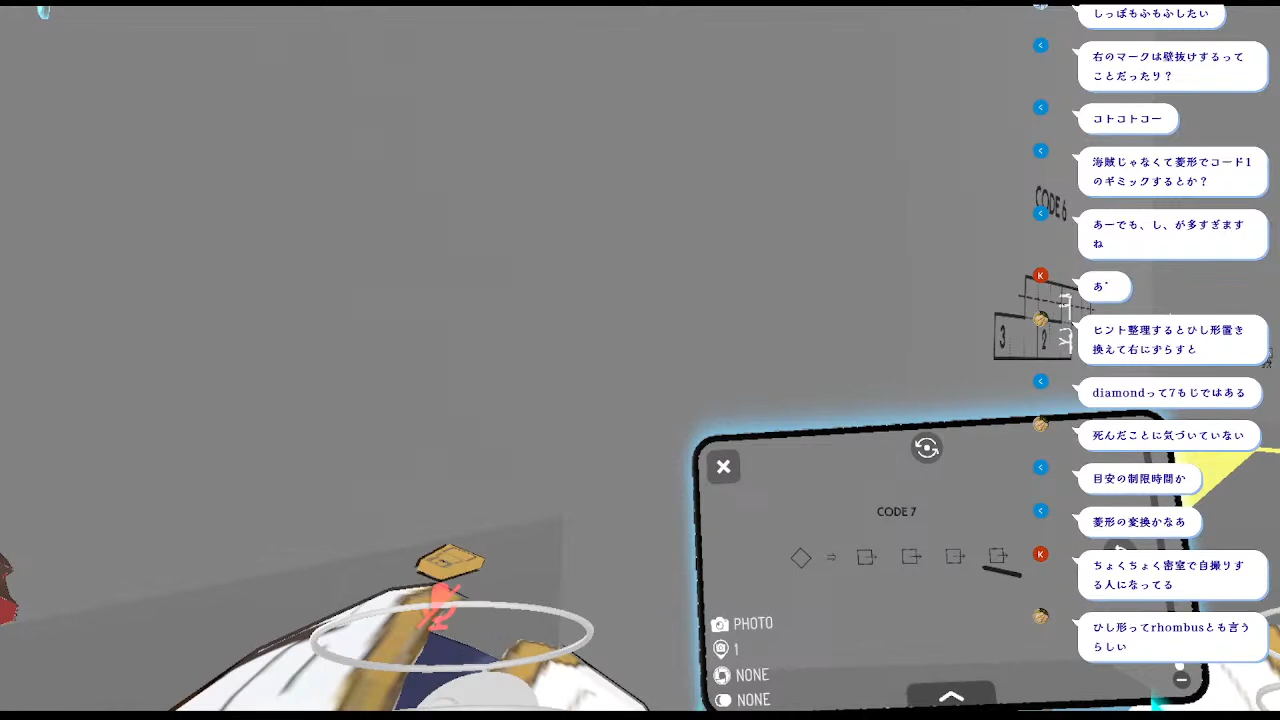 しっぽもふもふしたい
右のマークは壁抜けするって
ことだったり？
コトコトコー
海賊じゃなくて菱形でコード1
のギミックするとか？
CODE 6
あーでも、し、が多すぎます
ね
K
あ゛
3
2
ヒント整理するとひし形置き
換えて右にずらすと
diamondって7もじではある
死んだことに気づいていない
目安の制限時間か
菱形の変換かなあ
K
ちょくちょく密室で自撮りす
る人になってる
ひし形ってrhombusとも言う
らしい
CODE 7
PHOTO
1
NONE
NONE